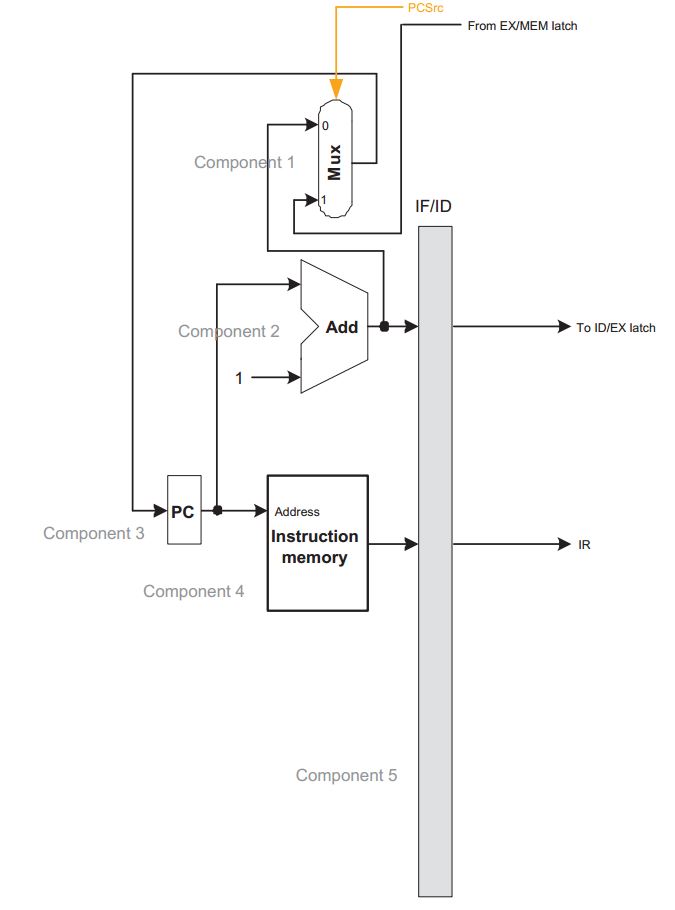 PCSrc
From EX/MEM latch
0
Component 1
Mux
1
IF/ID
Component 2
Add
To ID/EX latch
1
PC
Address
Component 3
Instruction
memory
IR
Component 4
Component 5